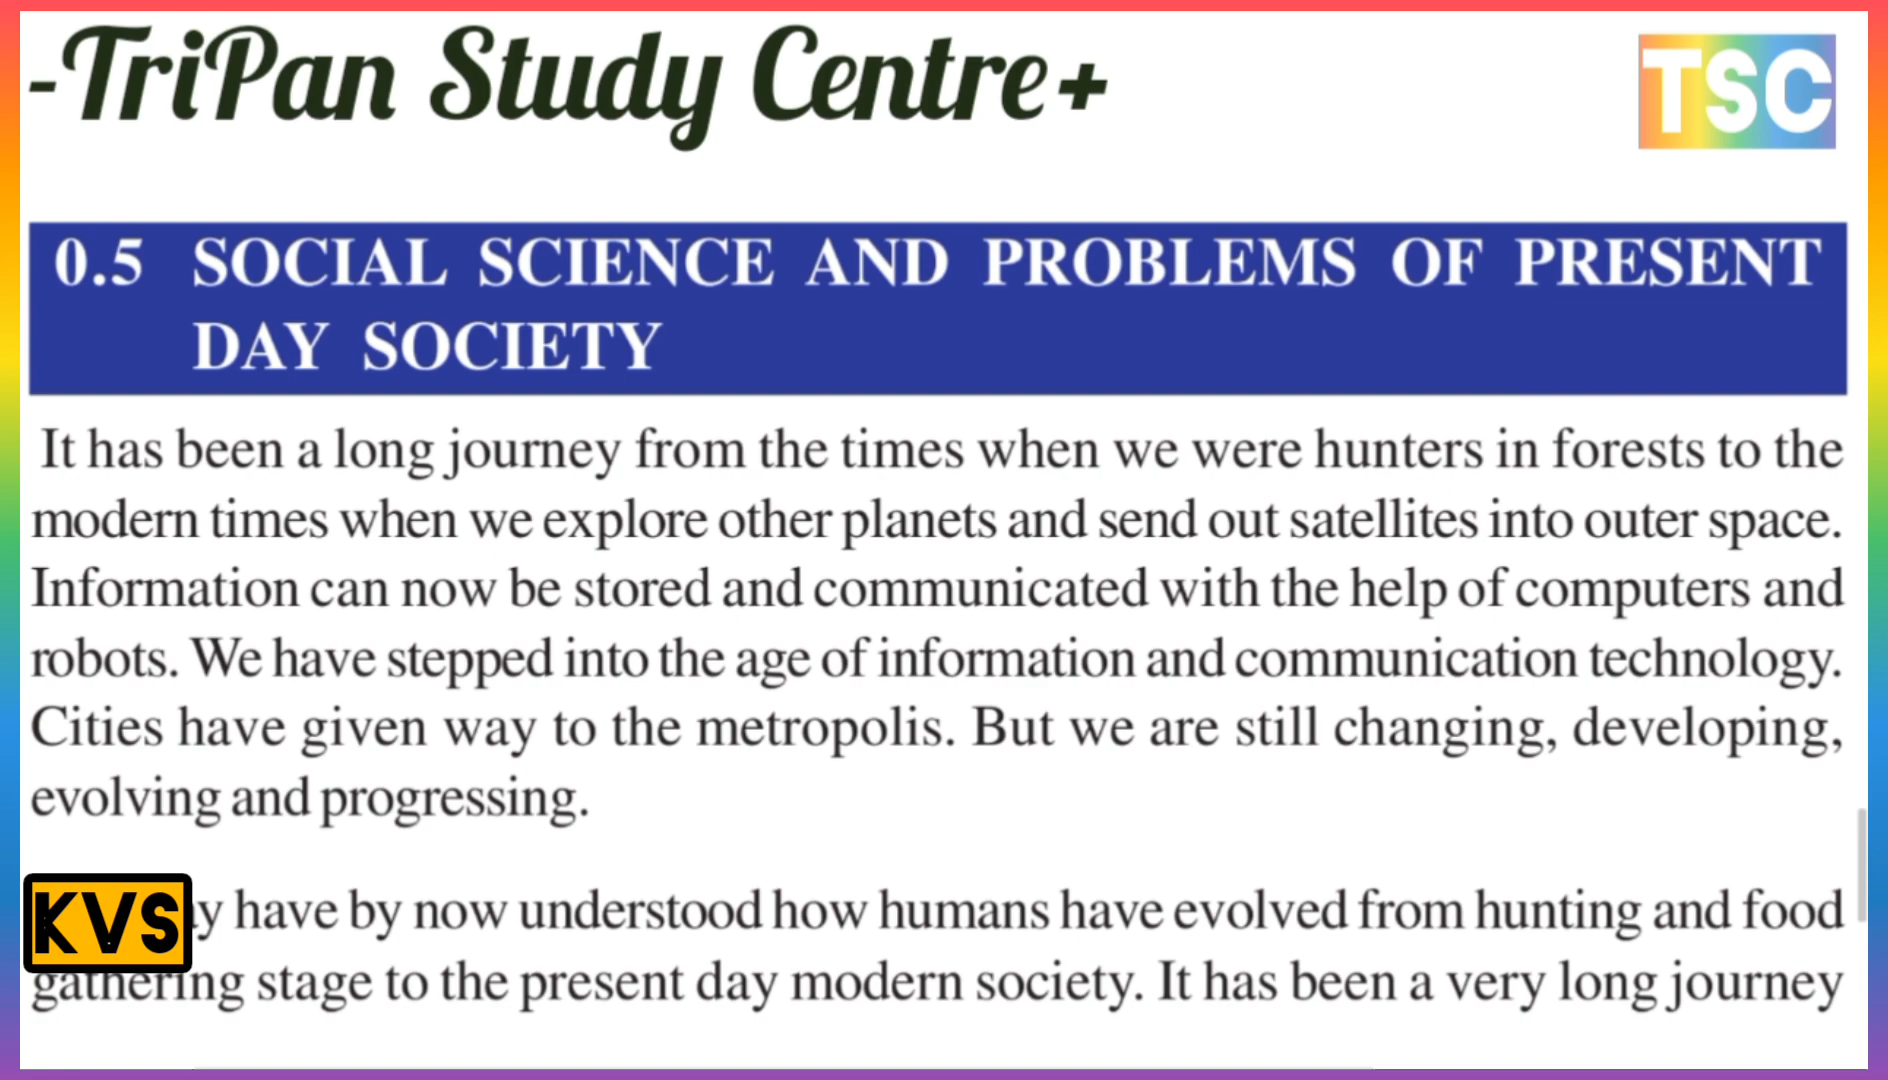 -TriPan Study Centre+
TSC
0.5 SOCIAL SCIENCE AND PROBLEMS OF PRESENT
DAY SOCIETY
It has been a long journey from the times when we were hunters in forests to the
modern times when we explore other planets and send out satellites into outer space.
Information can now be stored and communicated with the help of computers and
robots. We have stepped into the age of information and communication technology.
Cities have given way to the metropolis. But we are still changing, developing,
evolving and progressing.
KVS
have by now understood how humans have evolved from hunting and food
gathering stage to the present day modern society. It has been a very long journey